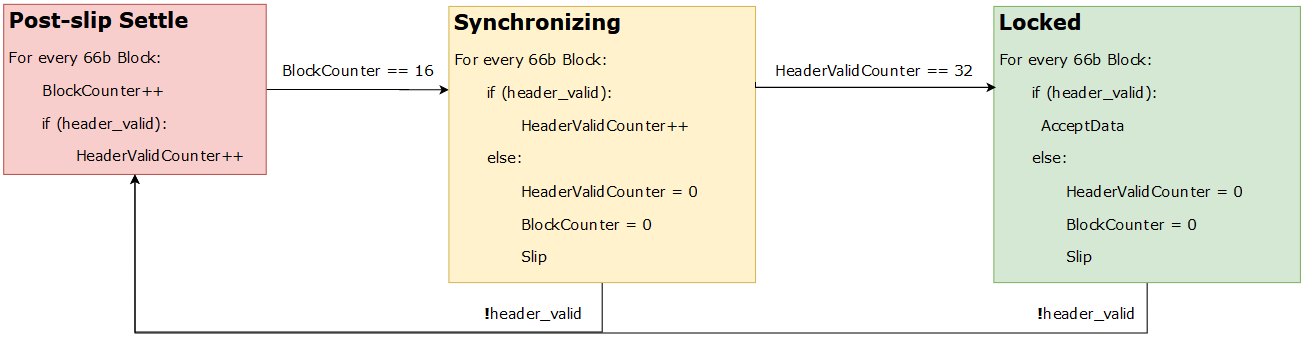 Post-slip Settle
For every 66b Block:
BlockCounter++
if (header_valid):
HeaderValidCounter++
BlockCounter == 16
Synchronizing
For every 66b Block:
if (header_valid):
HeaderValidCounter++
else:
HeaderValidCounter = 0
BlockCounter = 0
Slip
HeaderValidCounter == 32
Locked
For every 66b Block:
if (header_valid):
AcceptData
else:
HeaderValidCounter = 0
BlockCounter = 0
Slip
!header_valid
!header_valid